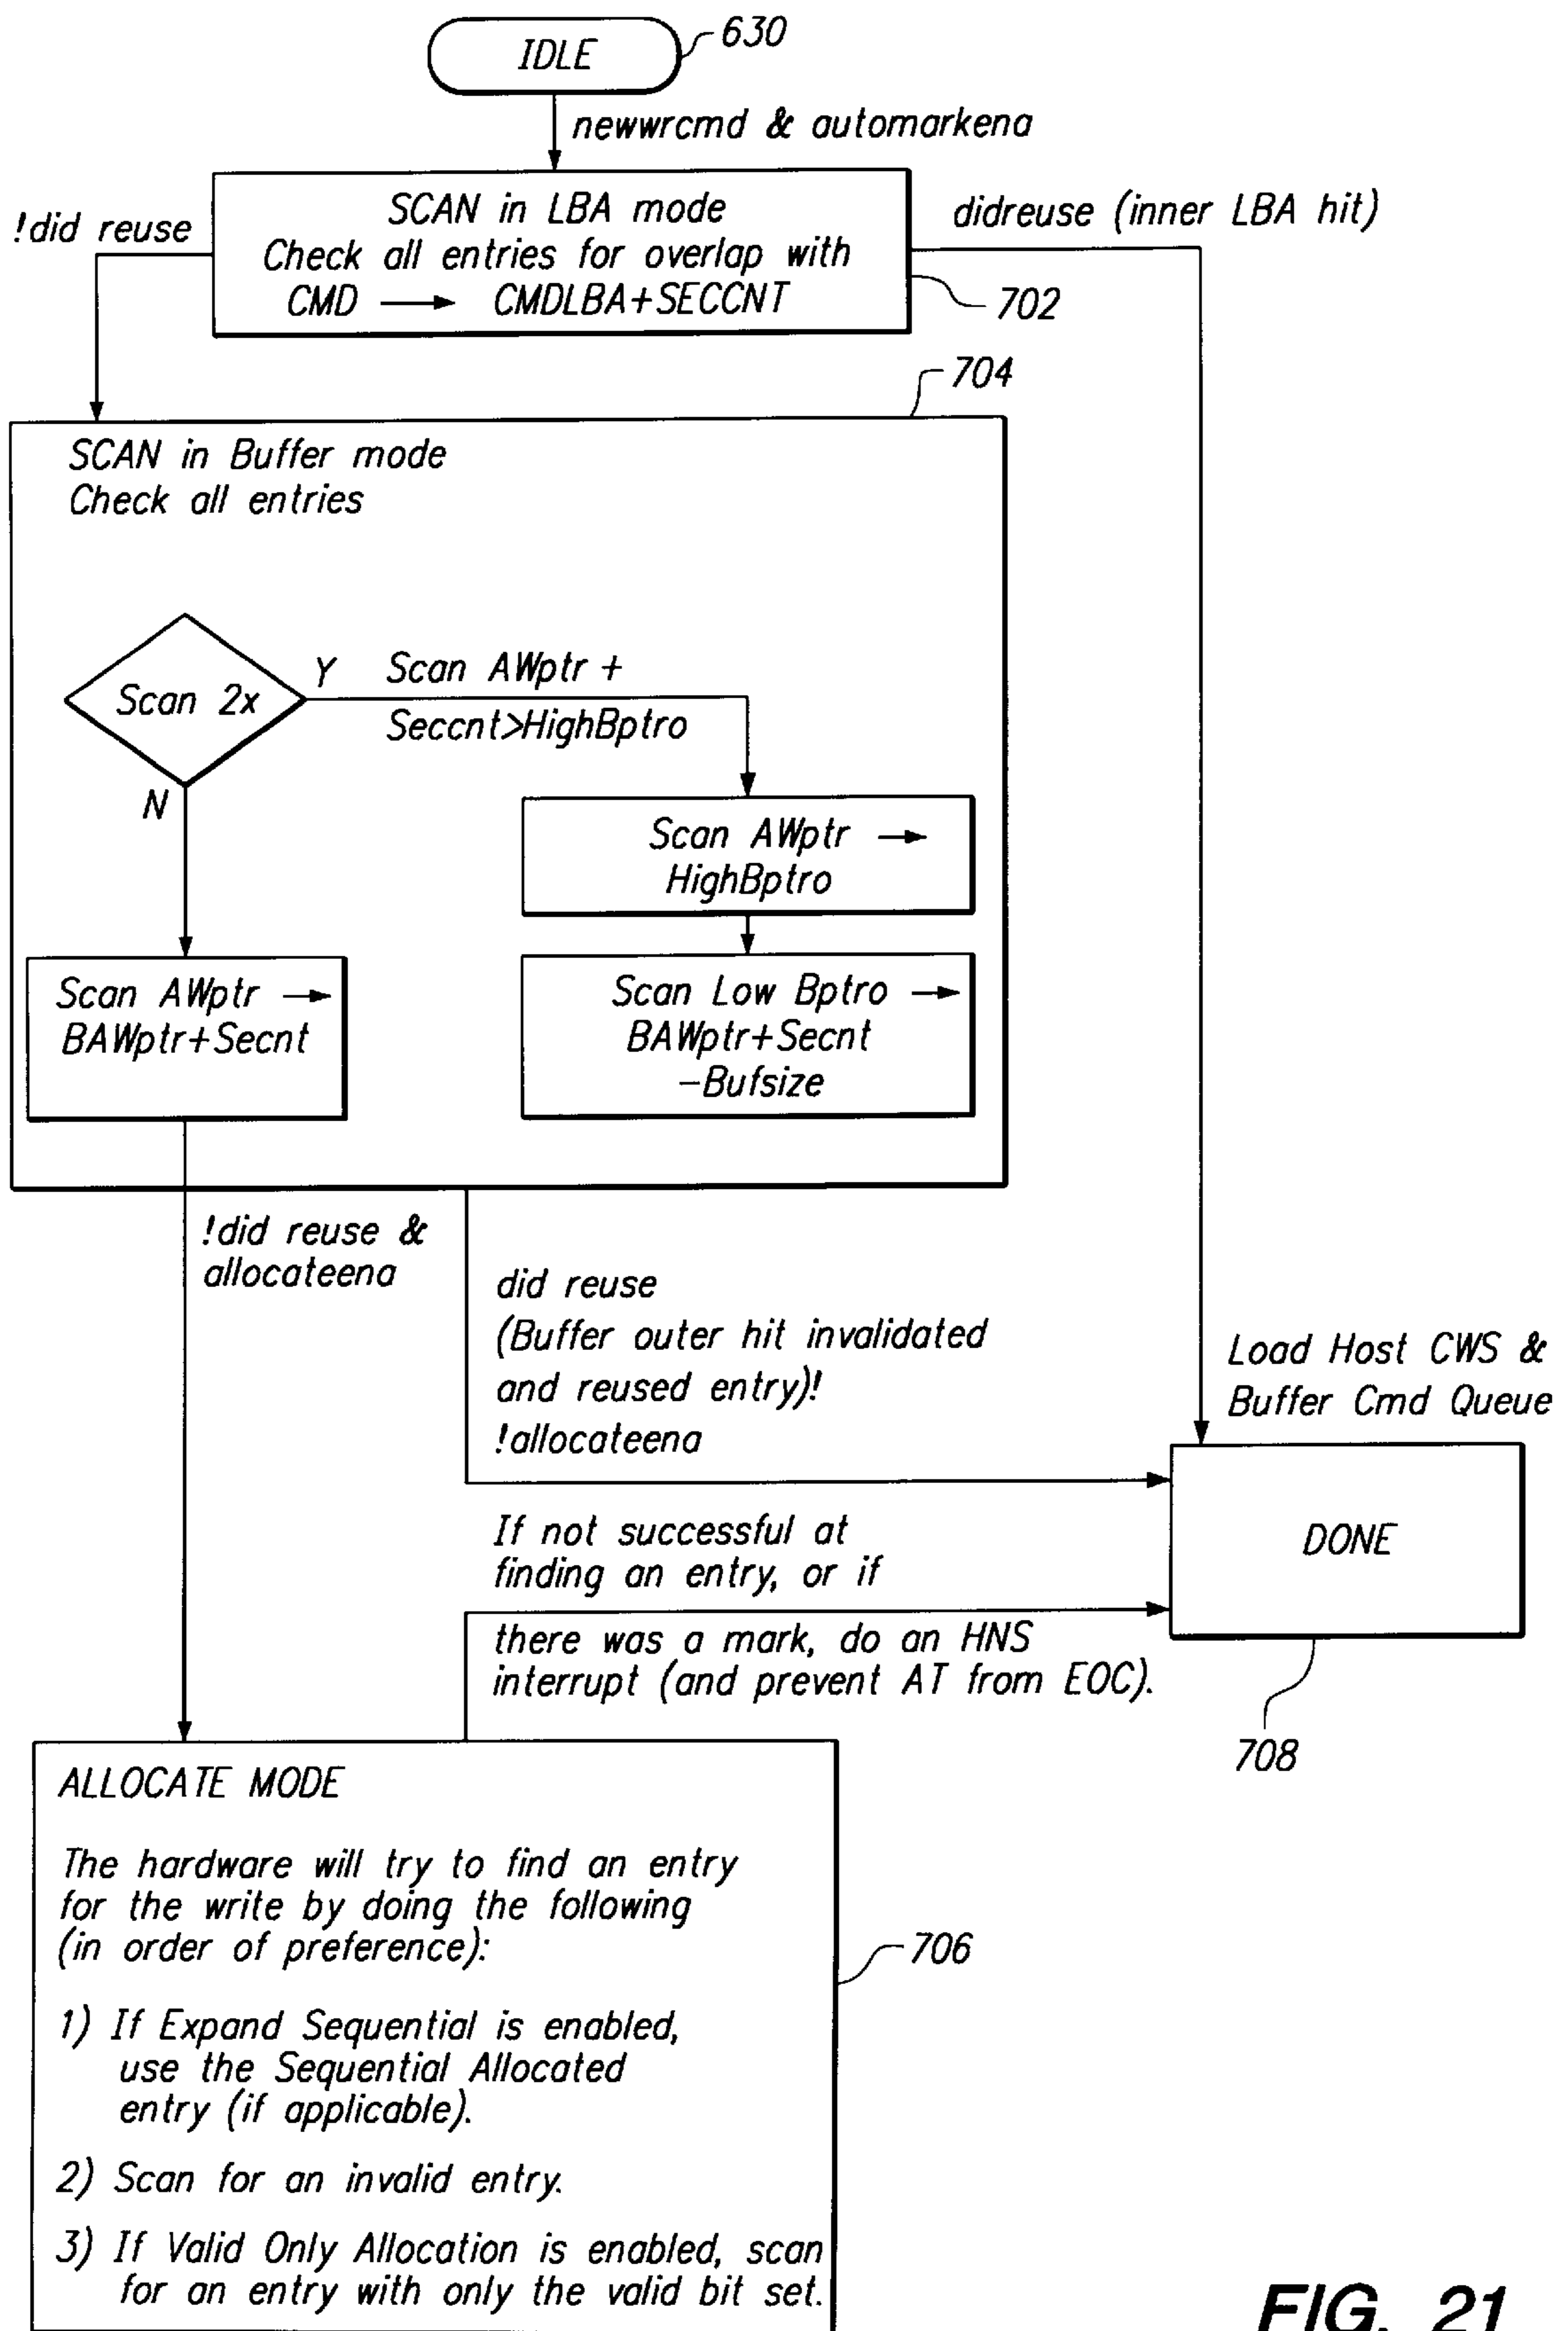 IDLE
630
newwrcmd & automarkena
!did reuse
SCAN in LBA mode
Check all entries for overlap with
CMD → CMDLBA+SECCNT
didreuse (inner LBA hit)
702
704
SCAN in Buffer mode
Check all entries
Scan 2x
Y
Scan AWptr +
Seccnt>HighBptro
N
Scan AWptr →
HighBptro
Scan AWptr →
BAWptr+Secnt
Scan Low Bptro →
BAWptr+Secnt
-Bufsize
!did reuse &
allocateena
did reuse
(Buffer outer hit invalidated
and reused entry)!
!allocateena
Load Host CWS &
Buffer Cmd Queue
DONE
708
If not successful at
finding an entry, or if
there was a mark, do an HNS
interrupt (and prevent AT from EOC).
ALLOCATE MODE
The hardware will try to find an entry
for the write by doing the following
(in order of preference):
706
1) If Expand Sequential is enabled,
use the Sequential Allocated
entry (if applicable).
2) Scan for an invalid entry.
3) If Valid Only Allocation is enabled, scan
for an entry with only the valid bit set.
FIG. 21